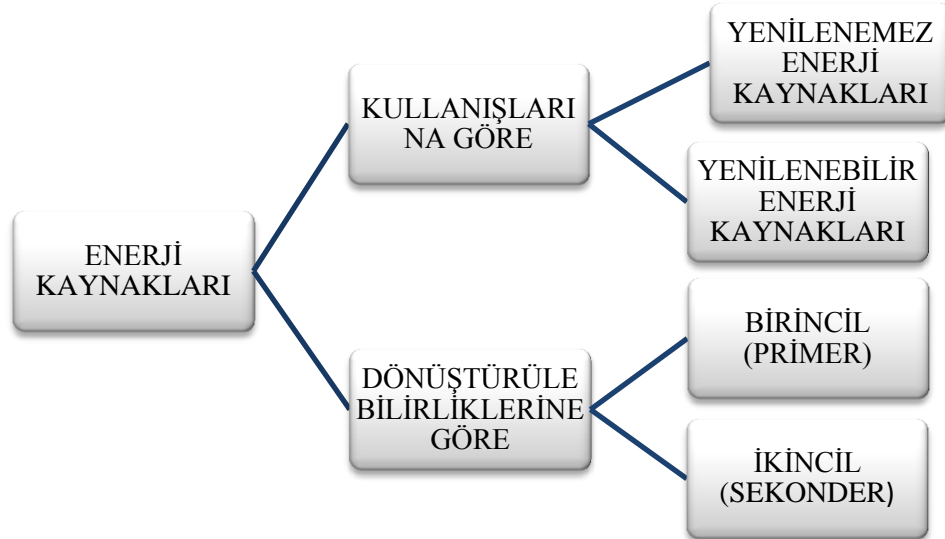 ENERJİ
KAYNAKLARI
KULLANIŞLARI
NA GÖRE
YENİLENEMEZ
ENERJİ
KAYNAKLARI
YENİLENEBİLİR
ENERJİ
KAYNAKLARI
DÖNÜŞTÜRÜLE
BİLİRLİKLERİNE
GÖRE
BİRİNCİL
(PRİMER)
İKİNCİL
(SEKONDER)